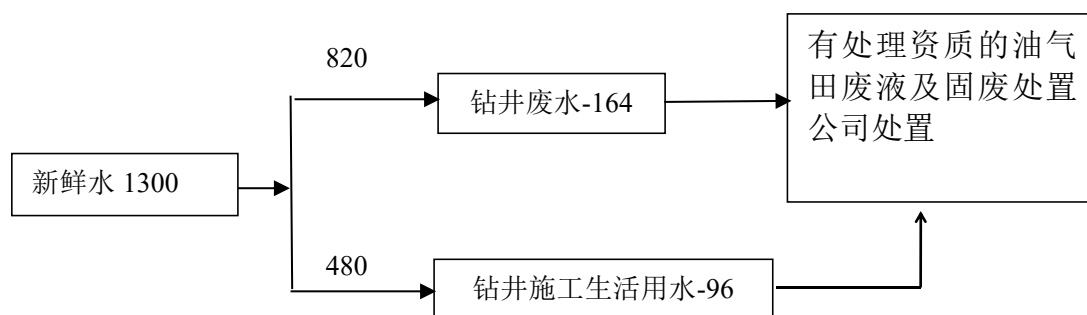 820
钻井废水-164
有处理资质的油气
田废液及固废处置
公司处置
新鲜水 1300
480
钻井施工生活用水-96